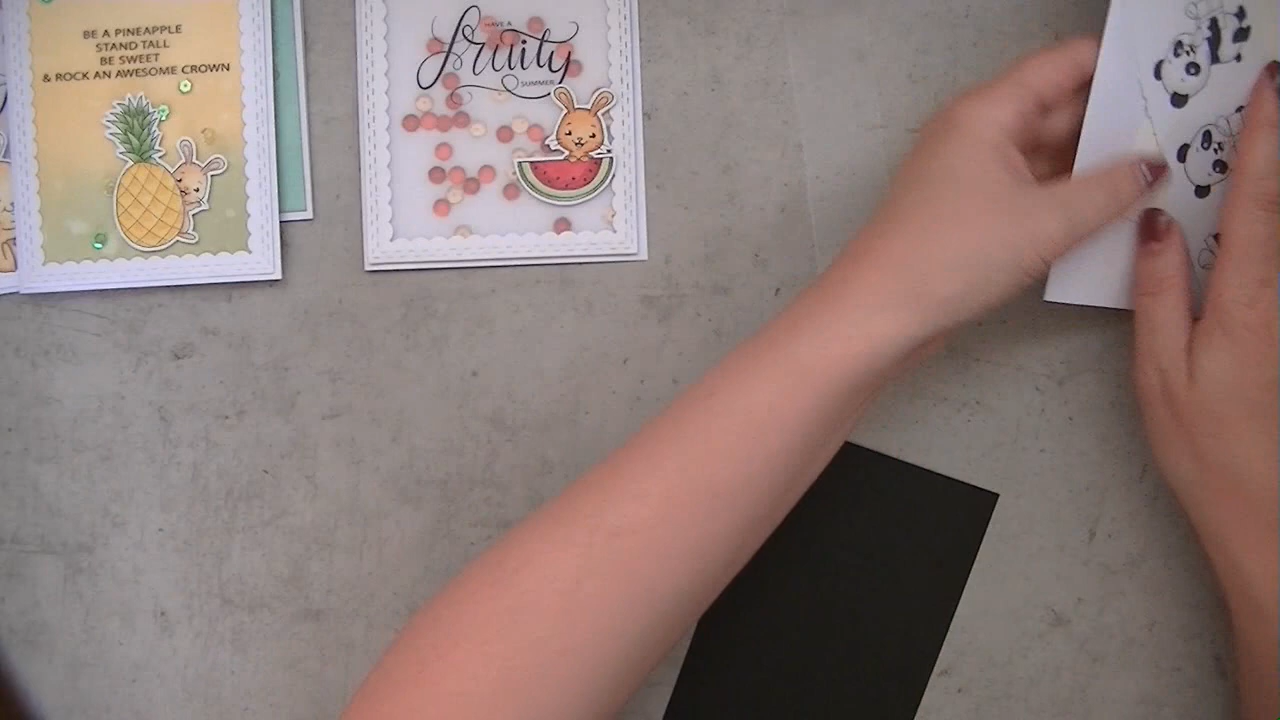 BE A PINEAPPLE
STAND TALL
BE SWEET
& ROCK AN AWESOME CROWN
HAVE A
fruity
SUMMER